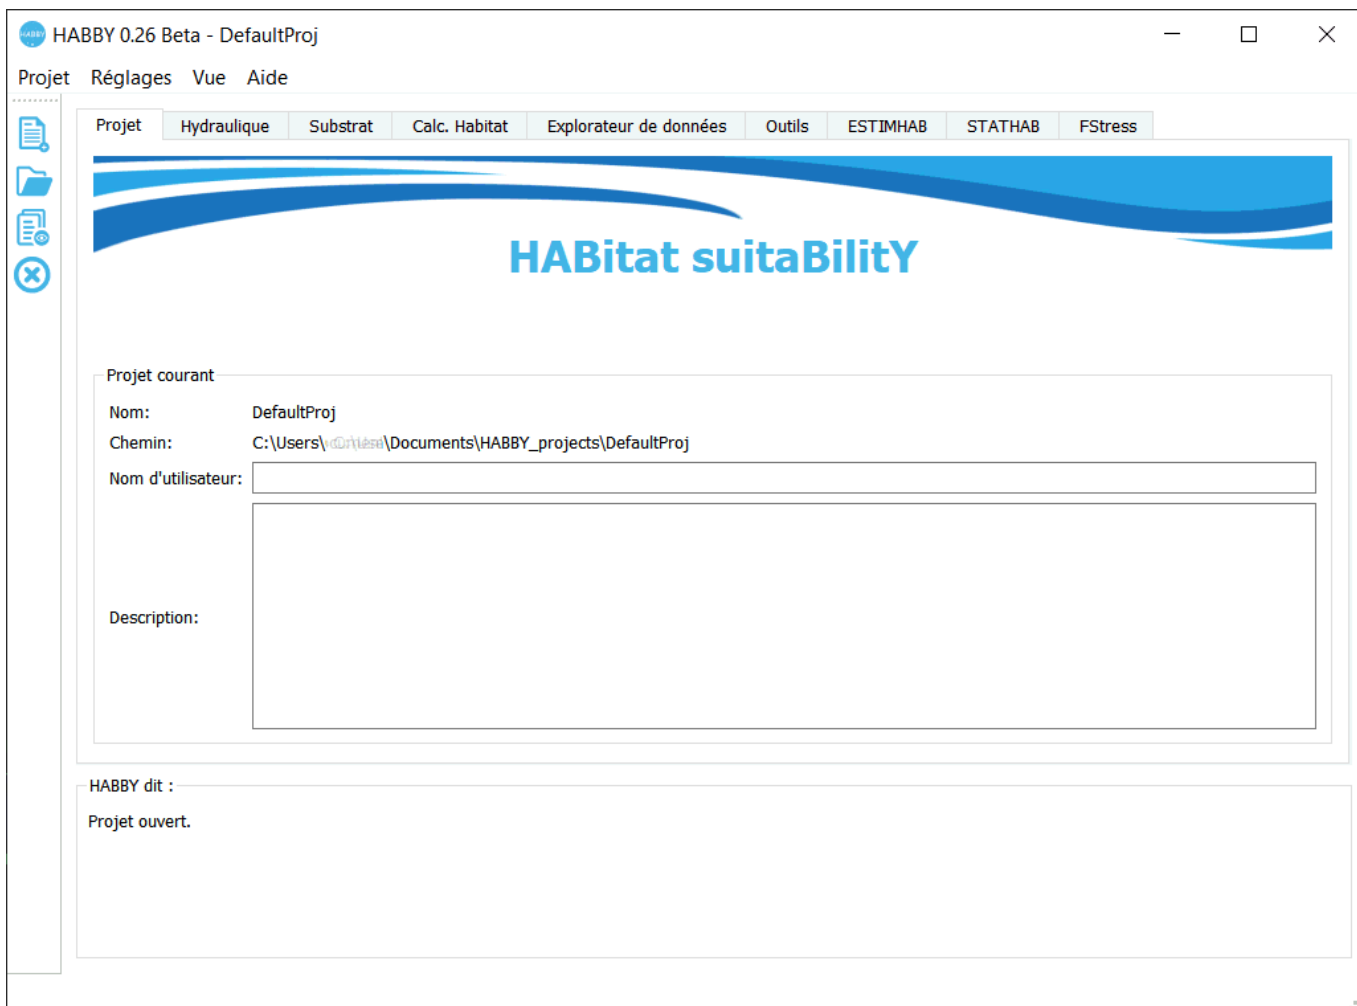 HABBY 0.26 Beta - DefaultProj
Projet Réglages Vue Aide
Projet Hydraulique Substrat Calc. Habitat Explorateur de données Outils ESTIMHAB STATHAB FStress
HABitat suitaBilitY
Projet courant
Nom: DefaultProj
Chemin: C:\Users\ \Documents\HABBY_projects\DefaultProj
Nom d'utilisateur:
Description:
HABBY dit :
Projet ouvert.